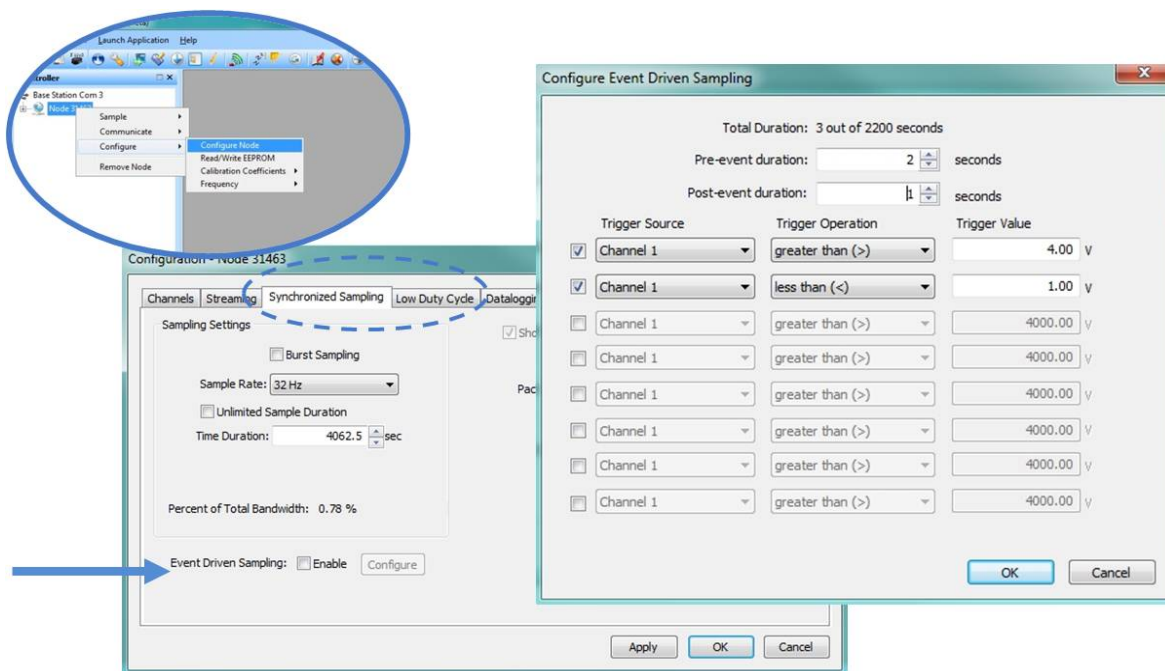 Launch Application Help
Base Station Com 3
Node 31463
Sample
Communicate
Configure
Remove Node
Configure Node
Read/Write EEPROM
Calibration Coefficients
Frequency
Configuration - Node 31463
Channels Streaming Synchronized Sampling Low Duty Cycle
Sampling Settings
Burst Sampling
Sample Rate: 32 Hz
Unlimited Sample Duration
Time Duration: 4062.5 sec
Percent of Total Bandwidth: 0.78 %
Event Driven Sampling: Enable Configure
Apply OK Cancel
Configure Event Driven Sampling
Total Duration: 3 out of 2200 seconds
Pre-event duration: 2 seconds
Post-event duration: 1 seconds
Trigger Source Trigger Operation Trigger Value
Channel 1 greater than (>) 4.00 V
Channel 1 less than (<) 1.00 V
Channel 1 greater than (>) 4000.00 V
Channel 1 greater than (>) 4000.00 V
Channel 1 greater than (>) 4000.00 V
Channel 1 greater than (>) 4000.00 V
Channel 1 greater than (>) 4000.00 V
Channel 1 greater than (>) 4000.00 V
OK Cancel